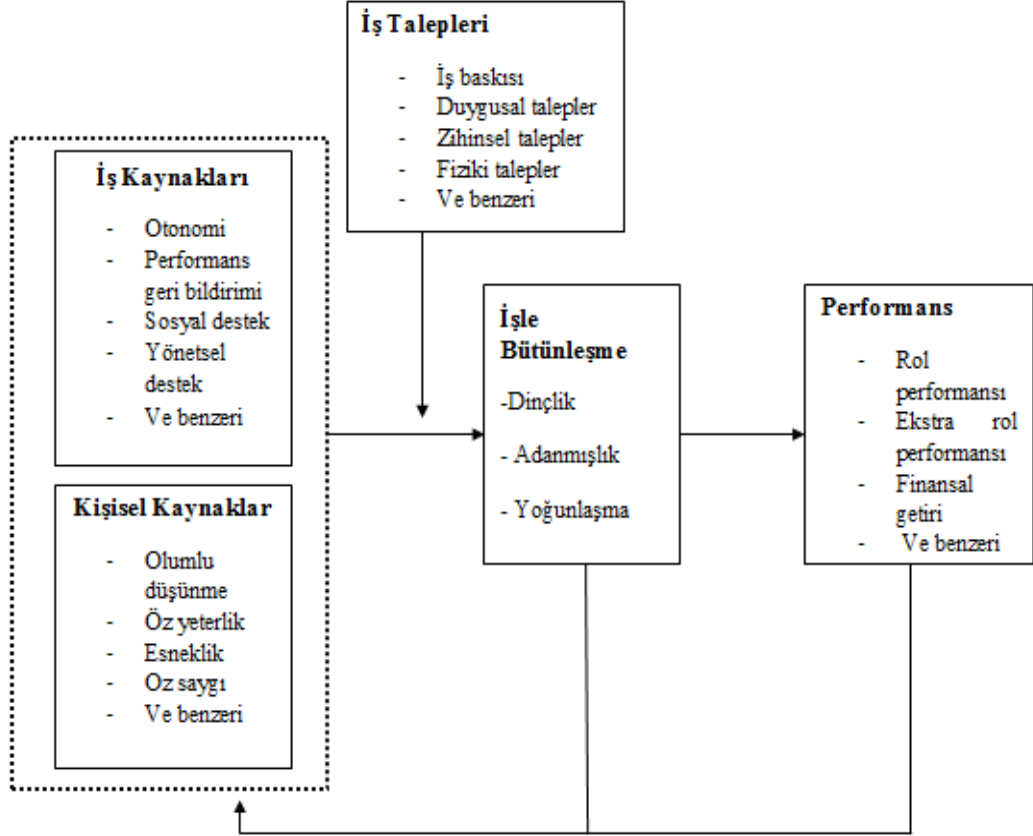 İş Talepleri
- İş baskısı
- Duygusal talepler
- Zihinsel talepler
- Fiziki talepler
- Ve benzeri
İş Kaynakları
- Otonomi
- Performans
geri bildirimi
- Sosyal destek
- Yönetsel
destek
- Ve benzeri
Kişisel Kaynaklar
- Olumlu
düşünme
- Öz yeterlik
- Esneklik
- Oz saygı
- Ve benzeri
İşle
Bütünleşme
-Dinçlik
- Adanmışlık
- Yoğunlaşma
Performans
- Rol
performansı
- Ekstra rol
performansı
- Finansal
getiri
- Ve benzeri